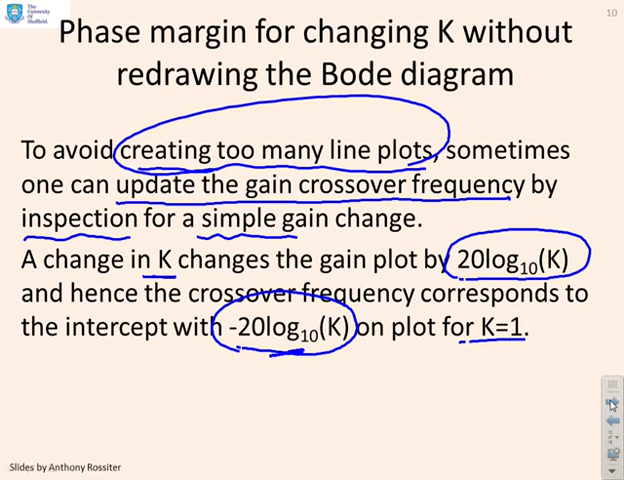 The
University
Of
Sheffield.
10
Phase margin for changing K without
redrawing the Bode diagram
To avoid creating too many line plots, sometimes
one can update the gain crossover frequency by
inspection for a simple gain change.
A change in K changes the gain plot by 20log10(K)
and hence the crossover frequency corresponds to
the intercept with -20log10(K) on plot for K=1.
Slides by Anthony Rossiter